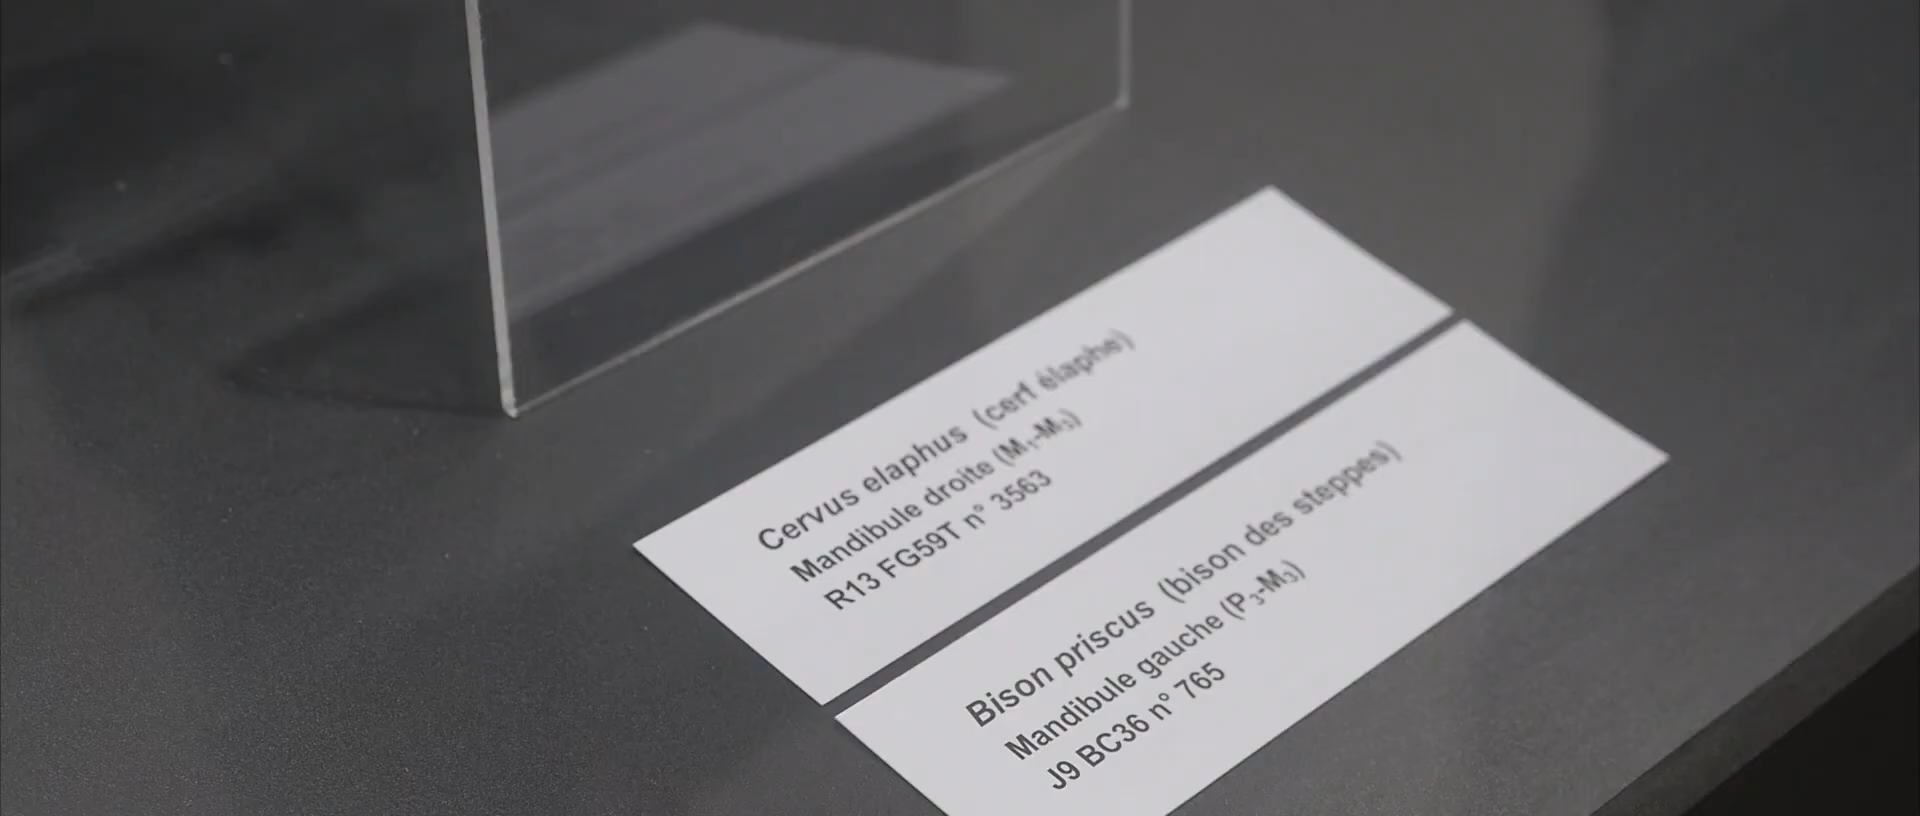 Cervus elaphus (cerf élaphe)
Mandibule droite (M₁-M₃)
R13 FG59T n° 3563
Bison priscus (bison des steppes)
Mandibule gauche (P₃-M₃)
J9 BC36 n° 765